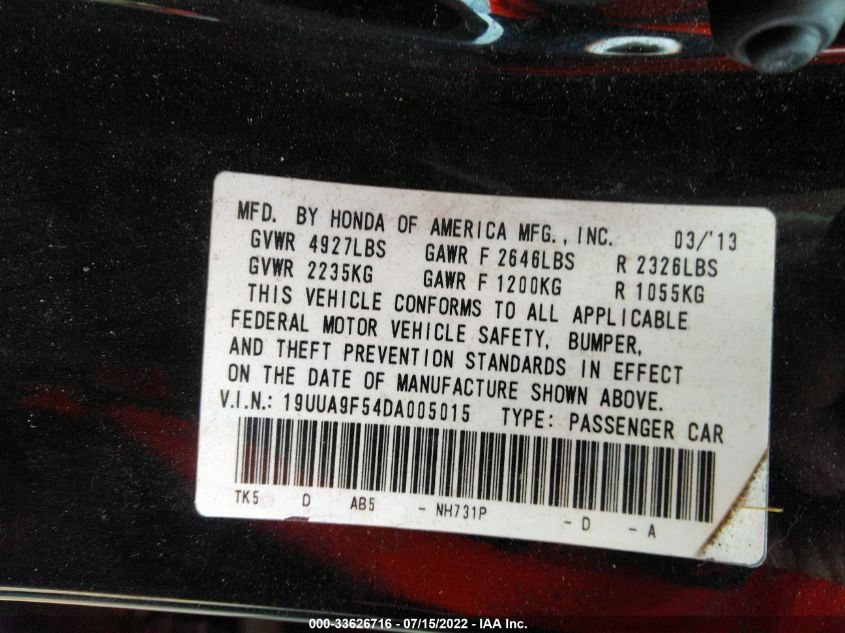 MFD. BY HONDA OF AMERICA MFG., INC. 03/'13
GVWR 4927LBS GAWR F 2646LBS R 2326LBS
GVWR 2235KG GAWR F 1200KG R 1055KG
THIS VEHICLE CONFORMS TO ALL APPLICABLE
FEDERAL MOTOR VEHICLE SAFETY, BUMPER,
AND THEFT PREVENTION STANDARDS IN EFFECT
ON THE DATE OF MANUFACTURE SHOWN ABOVE.
V.I.N.: 19UUA9F54DA005015 TYPE: PASSENGER CAR
TK5 D AB5 - NH731P - D - A
000-33626716 - 07/15/2022 - IAA Inc.